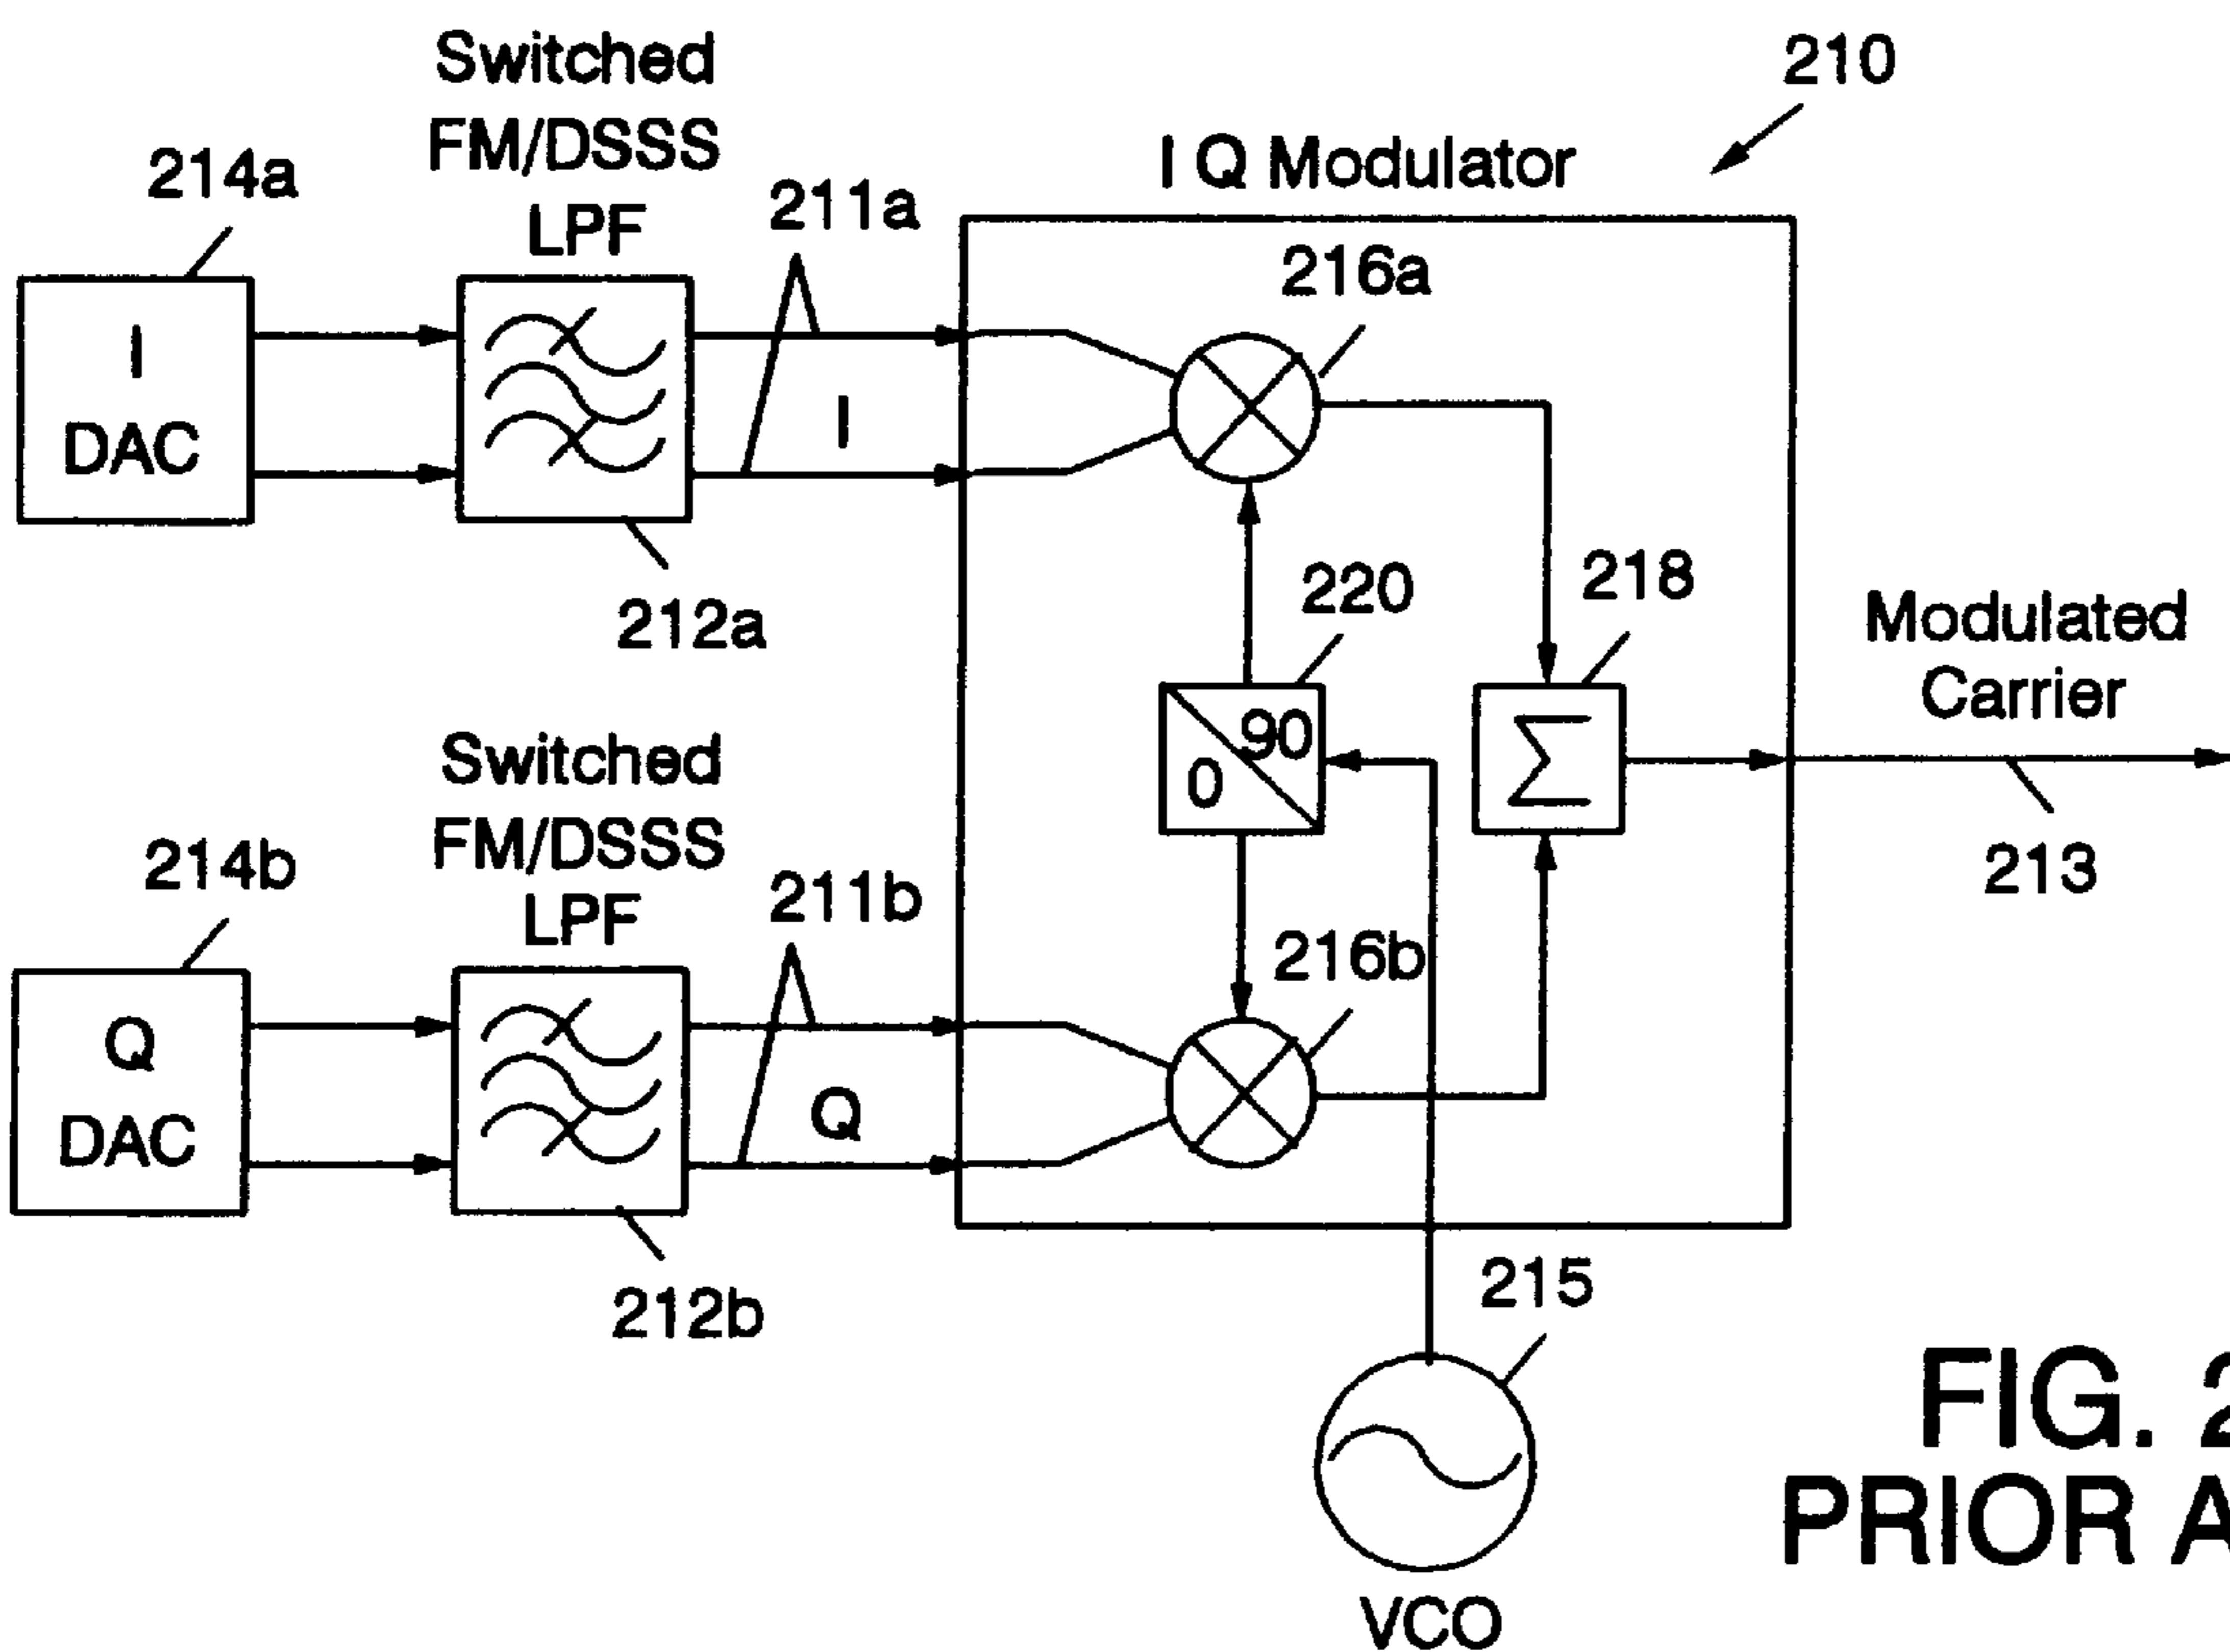 210
Switched
FM/DSSS
LPF
214a
211a
I Q Modulator
216a
I
DAC
I
212a
220
218
90
0
Σ
Modulated
Carrier
213
Switched
FM/DSSS
LPF
214b
211b
216b
Q
DAC
Q
212b
215
VCO
FIG. 2
PRIOR A